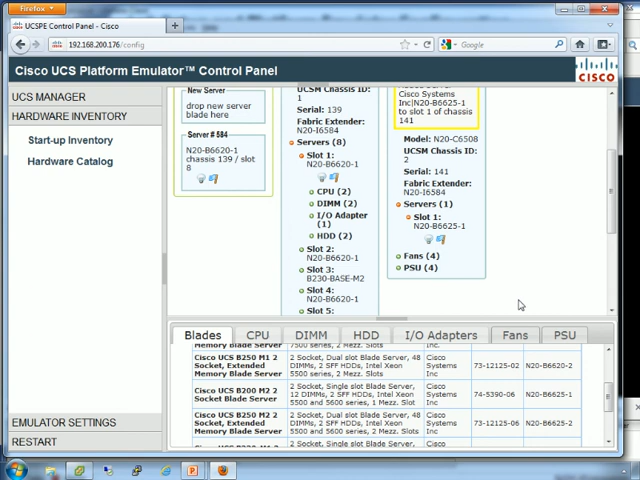 Firefox
UCSPE Control Panel - Cisco
192.168.200.176/config
Google
Cisco UCS Platform Emulator™ Control Panel
CISCO
UCS MANAGER
HARDWARE INVENTORY
Start-up Inventory
Hardware Catalog
EMULATOR SETTINGS
RESTART
New Server
drop new server
blade here
Server # 584
N20-B6620-1
chassis 139 / slot
8
UCSM Chassis ID:
1
Serial: 139
Fabric Extender:
N20-I6584
Servers (8)
Slot 1:
N20-B6620-1
CPU (2)
DIMM (2)
I/O Adapter
(1)
HDD (2)
Slot 2:
N20-B6620-1
Slot 3:
B230-BASE-M2
Slot 4:
N20-B6620-1
Slot 5:
Cisco Systems
Inc|N20-B6625-1
to slot 1 of chassis
141
Model: N20-C6508
UCSM Chassis ID:
2
Serial: 141
Fabric Extender:
N20-I6584
Servers (1)
Slot 1:
N20-B6625-1
Fans (4)
PSU (4)
Blades CPU DIMM HDD I/O Adapters Fans PSU
Memory Blade Server 7500 series, 2 Mem. Slots Inc.
Cisco UCS B250 M1 2 Socket, Extended Memory Blade Server 2 Socket, Dual slot Blade Server, 48 DIMMs, 2 SFF HDDs, Intel Xeon 5500 series, 2 Mezz. Slots Cisco Systems Inc 73-12125-02 N20-B6620-2
Cisco UCS B200 M2 2 Socket Blade Server 2 Socket, Single slot Blade Server, 12 DIMMs, 2 SFF HDDs, Intel Xeon 5500 and 5600 series, 1 Mezz. Slot Cisco Systems Inc 74-5390-06 N20-B6625-1
Cisco UCS B250 M2 2 Socket, Extended Memory Blade Server 2 Socket, Dual slot Blade Server, 48 DIMMs, 2 SFF HDDs, Intel Xeon 5500 and 5600 series, 2 Mezz. Slots Cisco Systems Inc 73-12125-06 N20-B6625-2
2 Socket, Single slot Blade Server, Cisco